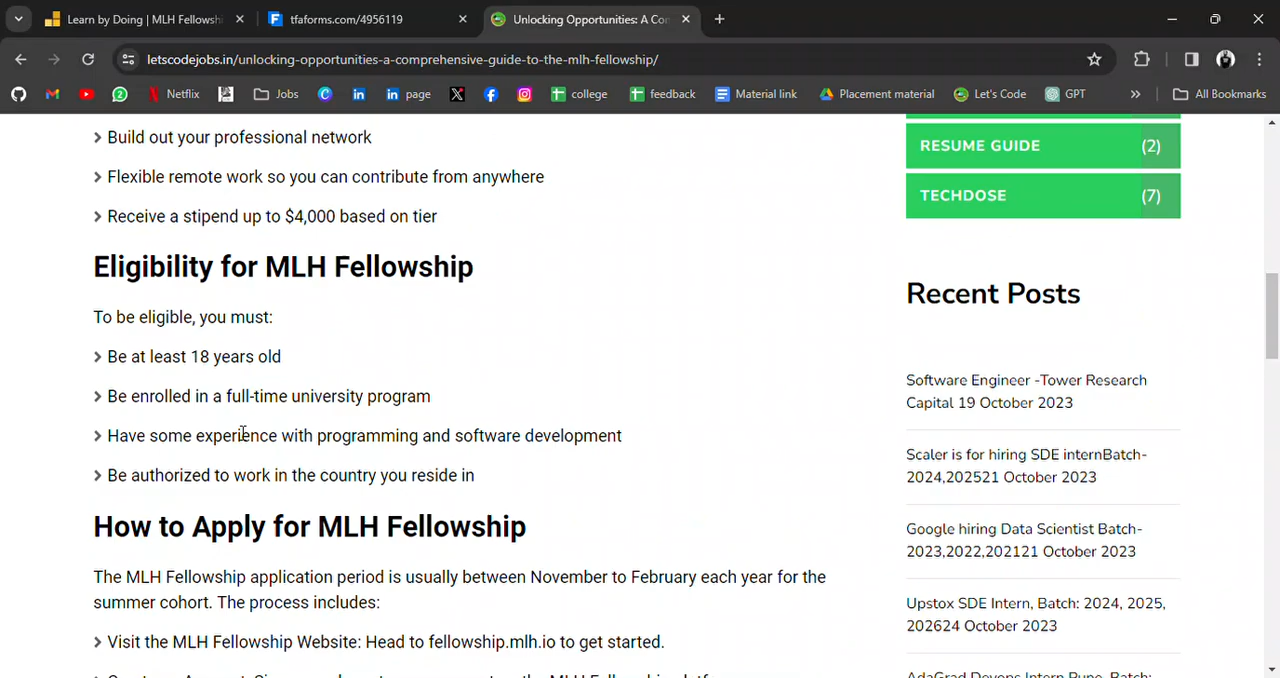 Learn by Doing | MLH Fellowshi
tfaforms.com/4956119
Unlocking Opportunities: A Co
letscodejobs.in/unlocking-opportunities-a-comprehensive-guide-to-the-mlh-fellowship/
Netflix
Jobs
page
college
feedback
Material link
Placement material
Let's Code
GPT
All Bookmarks
Build out your professional network
Flexible remote work so you can contribute from anywhere
Receive a stipend up to $4,000 based on tier
Eligibility for MLH Fellowship
To be eligible, you must:
Be at least 18 years old
Be enrolled in a full-time university program
Have some experience with programming and software development
Be authorized to work in the country you reside in
How to Apply for MLH Fellowship
The MLH Fellowship application period is usually between November to February each year for the
summer cohort. The process includes:
Visit the MLH Fellowship Website: Head to fellowship.mlh.io to get started.
RESUME GUIDE (2)
TECHDOSE (7)
Recent Posts
Software Engineer -Tower Research
Capital 19 October 2023
Scaler is for hiring SDE internBatch-
2024,202521 October 2023
Google hiring Data Scientist Batch-
2023,2022,202121 October 2023
Upstox SDE Intern, Batch: 2024, 2025,
202624 October 2023
AdaGrad Devops Intern Pune, Batch: